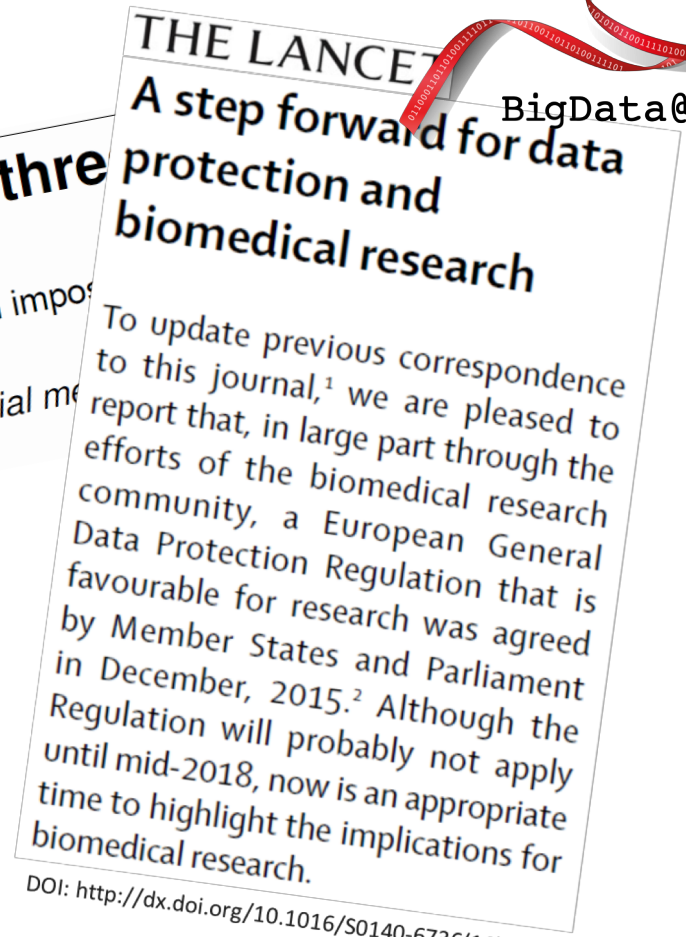 THE LANCET
BigData@
A step forward for data
protection and
biomedical research
thre
impos
ial me
To update previous correspondence
to this journal,¹ we are pleased to
report that, in large part through the
efforts of the biomedical research
community, a European General
Data Protection Regulation that is
favourable for research was agreed
by Member States and Parliament
in December, 2015.² Although the
Regulation will probably not apply
until mid-2018, now is an appropriate
time to highlight the implications for
biomedical research.
DOI: http://dx.doi.org/10.1016/S0140-6736/